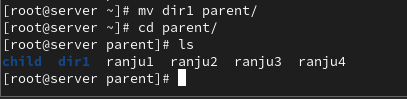 [root@server ~]# mv dir1 parent/
[root@server ~]# cd parent/
[root@server parent]# ls
child  dir1  ranju1  ranju2  ranju3  ranju4
[root@server parent]#